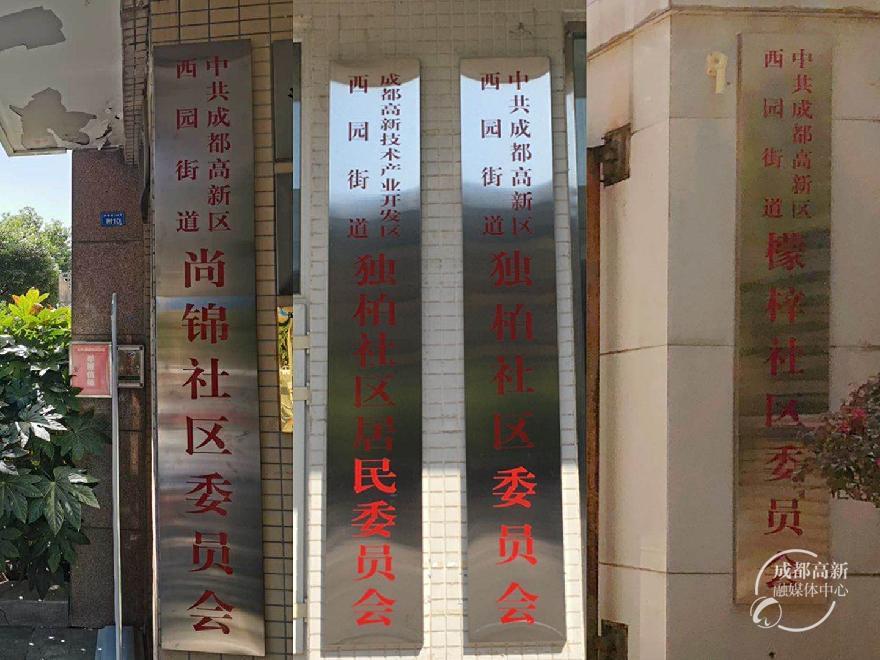 中共成都高新区
西园街道
尚锦社区委员会
附10号
成都高新技术产业开发区
西园街道
独柏社区居民委员会
中共成都高新区
西园街道
独柏社区委员会
中共成都高新区
西园街道
檬梓社区委员会
成都高新
融媒体中心